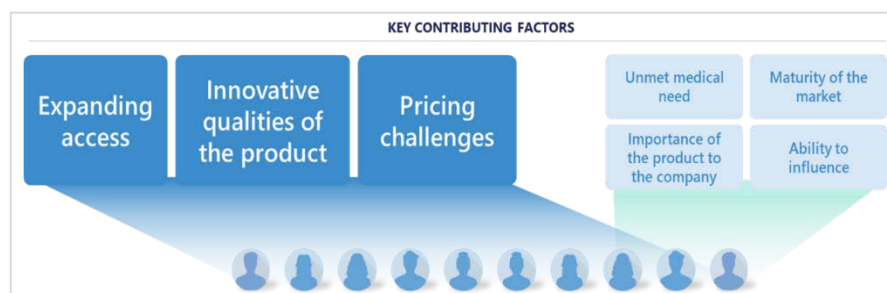 KEY CONTRIBUTING FACTORS
Expanding
access
Innovative
qualities of
the product
Pricing
challenges
Unmet medical
need
Maturity of the
market
Importance of
the product to
the company
Ability to
influence